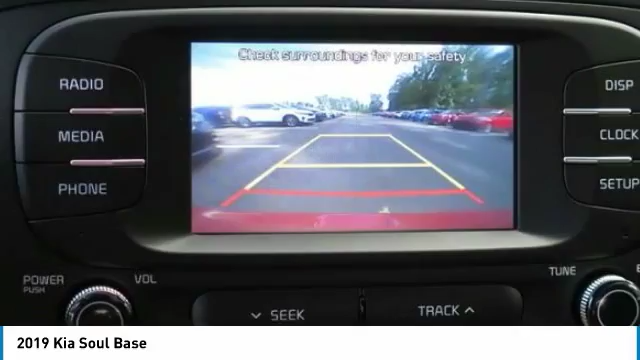 Check surroundings for your safety
RADIO
MEDIA
PHONE
DISP
CLOCK
SETUP
POWER
PUSH
VOL
SEEK
TRACK
TUNE
2019 Kia Soul Base